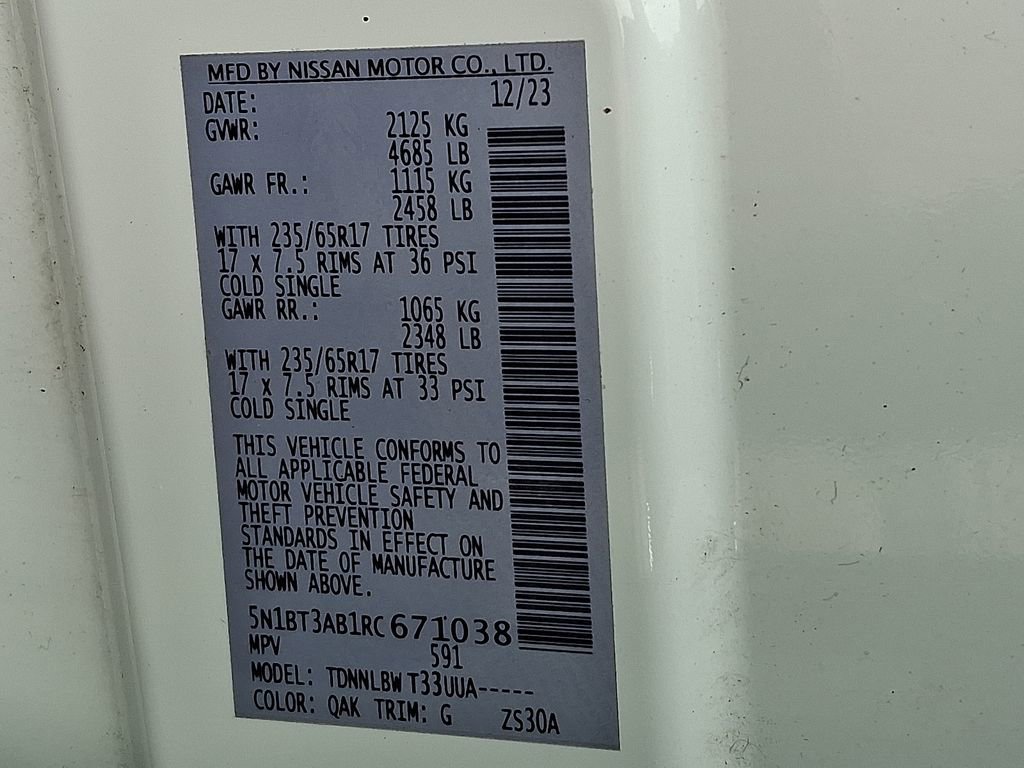 MFD BY NISSAN MOTOR CO., LTD.
DATE: 12/23
GVWR: 2125 KG
4685 LB
GAWR FR.: 1115 KG
2458 LB
WITH 235/65R17 TIRES
17 x 7.5 RIMS AT 36 PSI
COLD SINGLE
GAWR RR.: 1065 KG
2348 LB
WITH 235/65R17 TIRES
17 x 7.5 RIMS AT 33 PSI
COLD SINGLE
THIS VEHICLE CONFORMS TO
ALL APPLICABLE FEDERAL
MOTOR VEHICLE SAFETY AND
THEFT PREVENTION
STANDARDS IN EFFECT ON
THE DATE OF MANUFACTURE
SHOWN ABOVE.
5N1BT3AB1RC671038
MPV 591
MODEL: TDNNLBW T33UUA-----
COLOR: QAK TRIM: G ZS30A